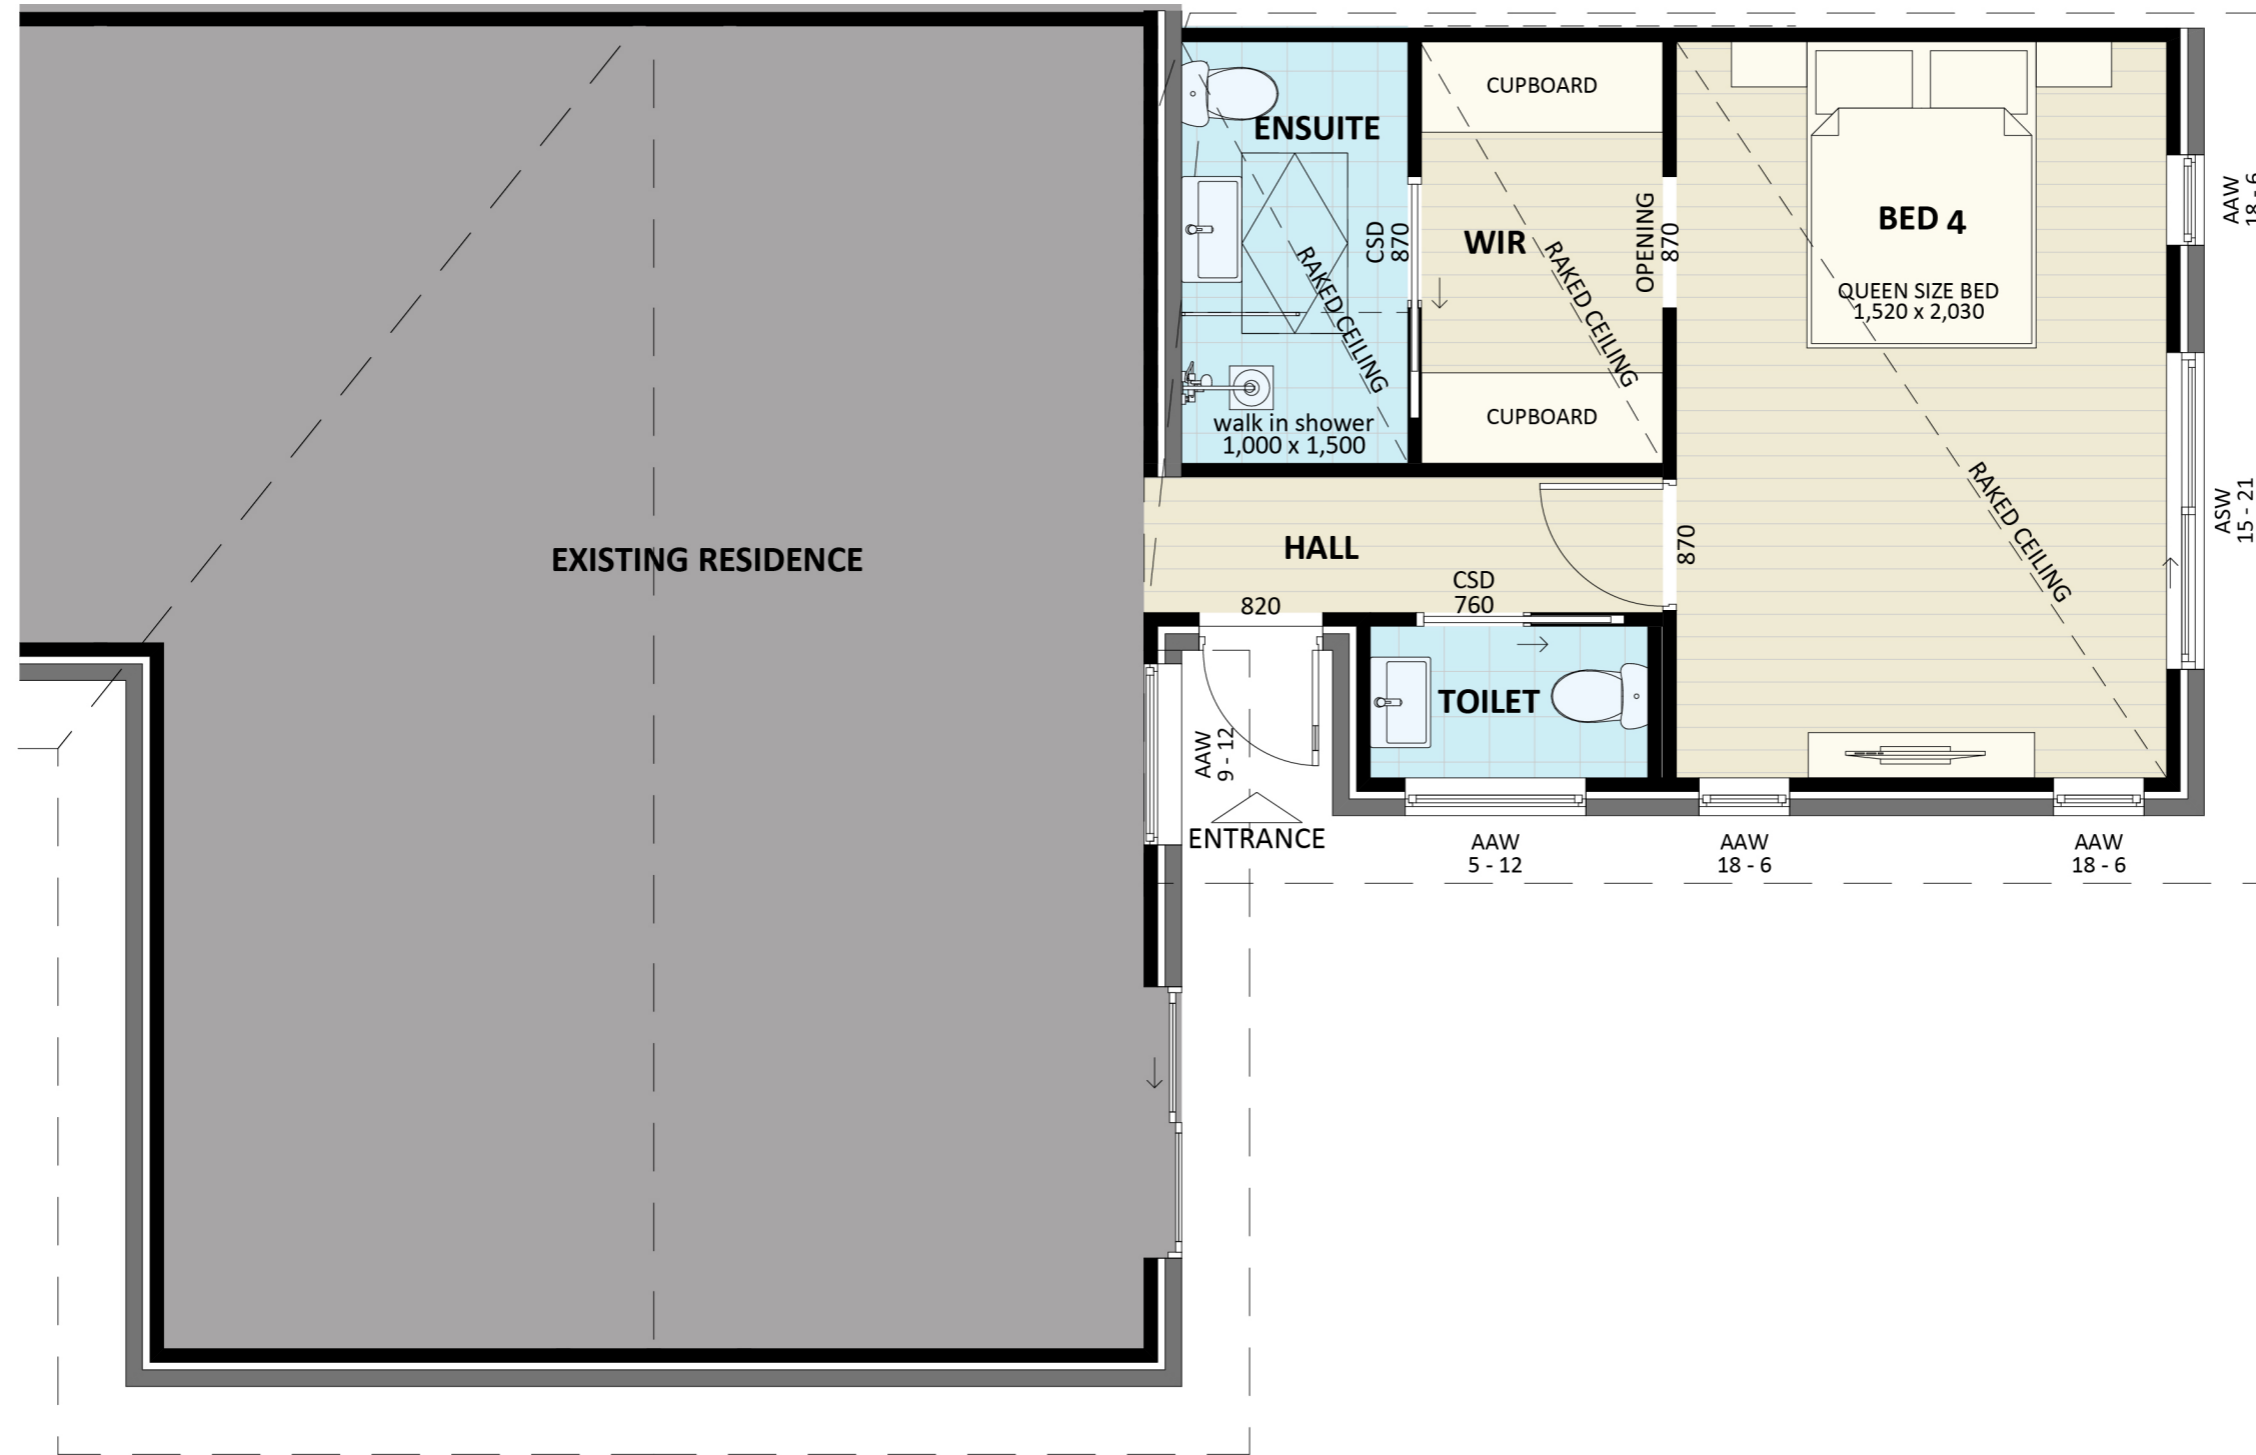 CUPBOARD
ENSUITE
AAW
18 - 6
BED 4
CSD
870
WIR
OPENING
870
RAKED CEILING
RAKED CEILING
QUEEN SIZE BED
1,520 x 2,030
CUPBOARD
walk in shower
1,000 x 1,500
RAKED CEILING
ASW
15 - 21
EXISTING RESIDENCE
HALL
870
CSD
760
820
TOILET
AAW
9 - 12
ENTRANCE
AAW
5 - 12
AAW
18 - 6
AAW
18 - 6